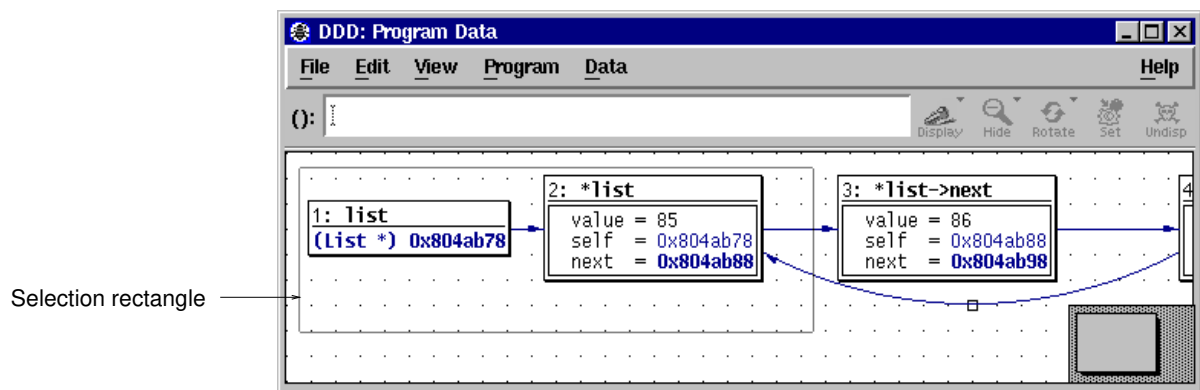 DDD: Program Data
File Edit View Program Data Help
():
Display Hide Rotate Set Undisp
1: list
(List *) 0x804ab78
2: *list
value = 85
self = 0x804ab78
next = 0x804ab88
3: *list->next
value = 86
self = 0x804ab88
next = 0x804ab98
4
Selection rectangle